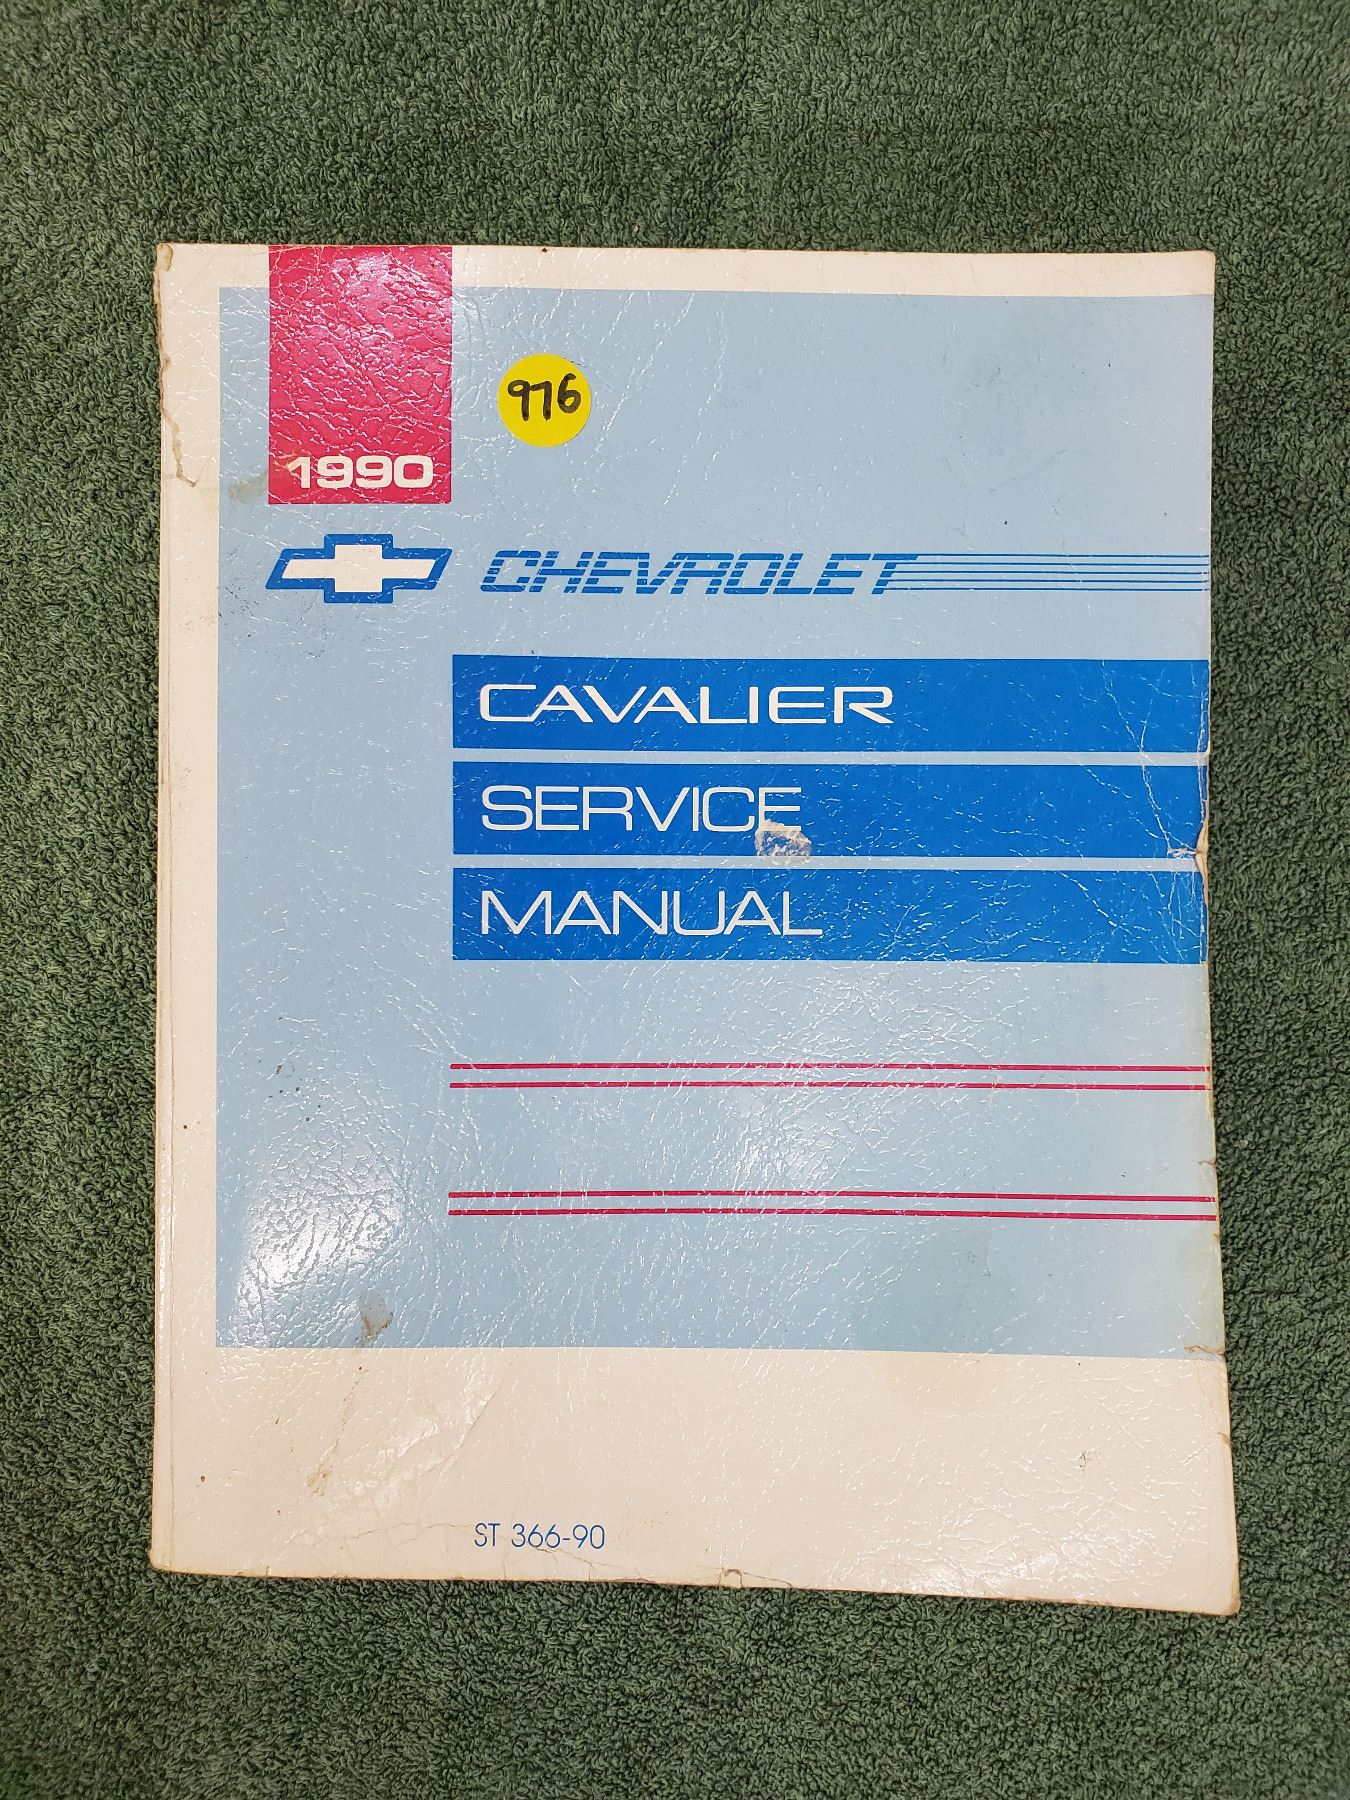 976
1990
CHEVROLET
CAVALIER
SERVICE
MANUAL
ST 366-90